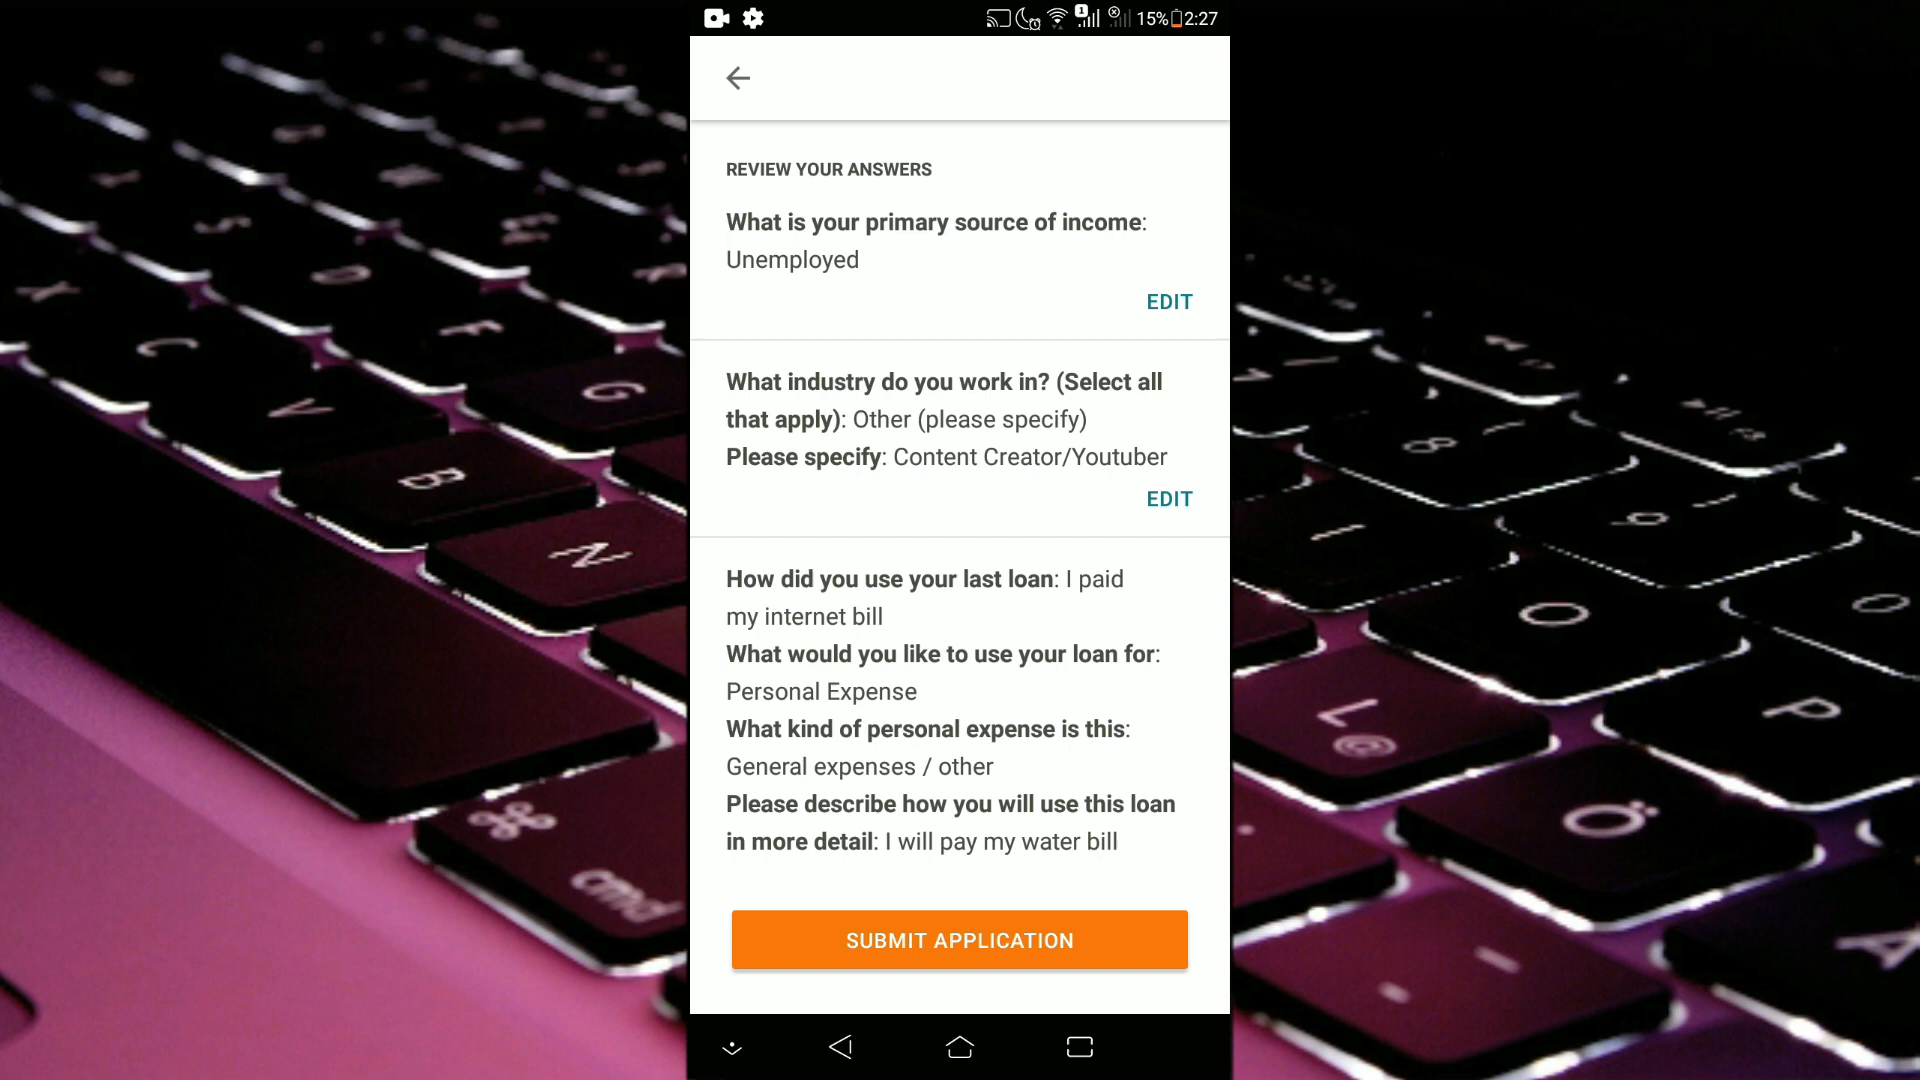 15% 2:27
REVIEW YOUR ANSWERS
What is your primary source of income:
Unemployed
EDIT
What industry do you work in? (Select all
that apply): Other (please specify)
Please specify: Content Creator/Youtuber
EDIT
How did you use your last loan: I paid
my internet bill
What would you like to use your loan for:
Personal Expense
What kind of personal expense is this:
General expenses / other
Please describe how you will use this loan
in more detail: I will pay my water bill
SUBMIT APPLICATION
X C V B N
D F G
cmd
8 9
O O
L P
@ Ö Ä